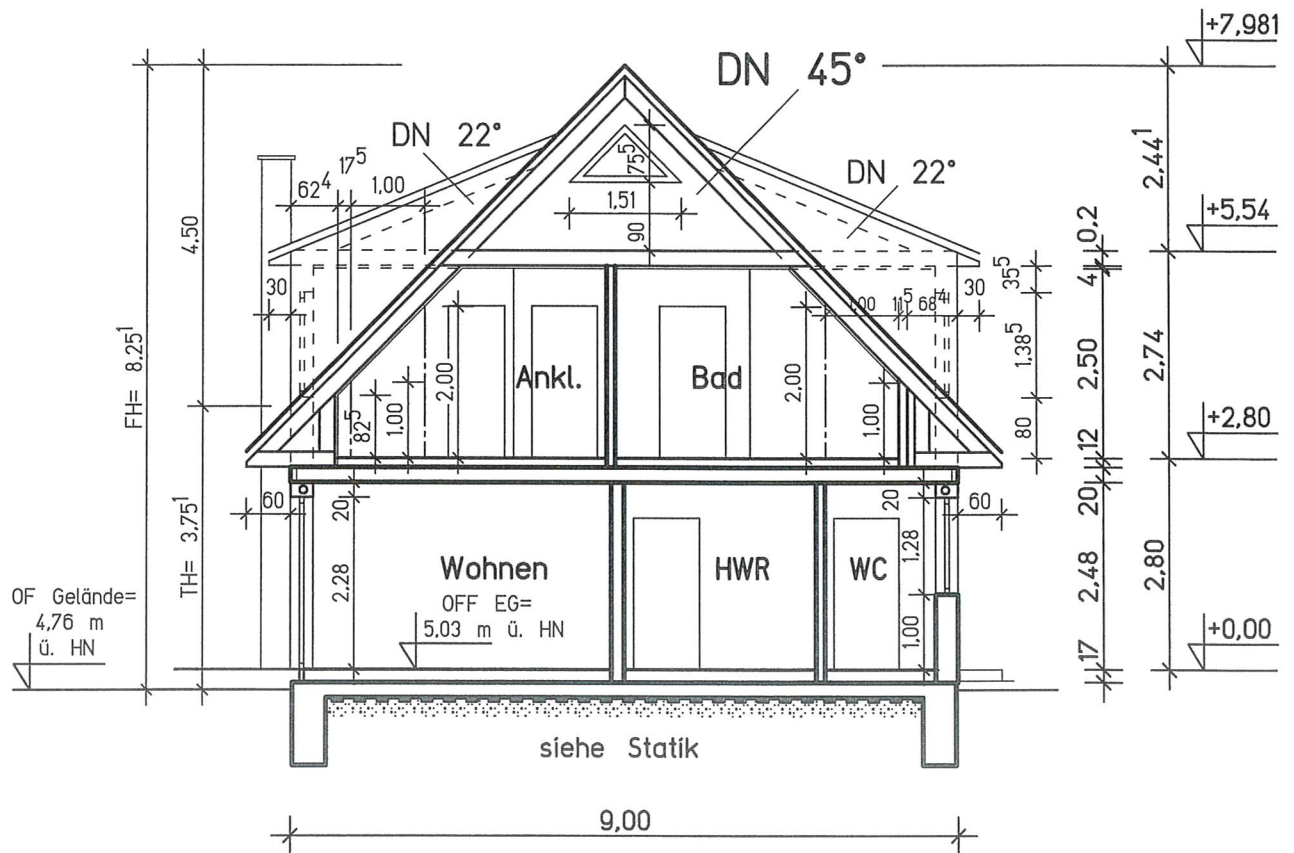 +7,981
DN 45°
DN 22°
DN 22°
2,44¹
4,50
62⁴
17⁵
1,00
75⁵
1,51
90
+5,54
0,2
4
35⁵
30
1,00
11⁵
68⁴
30
FH= 8,25¹
2,00
Ankl.
Bad
2,00
1,38⁵
2,50
2,74
82⁵
1,00
1,00
80
+2,80
12
60
20
20
60
20
TH= 3,75¹
2,28
Wohnen
HWR
WC
1,28
2,48
2,80
OFF EG=
5,03 m ü. HN
OF Gelände=
4,76 m
ü. HN
1,00
+0,00
17
siehe Statik
9,00